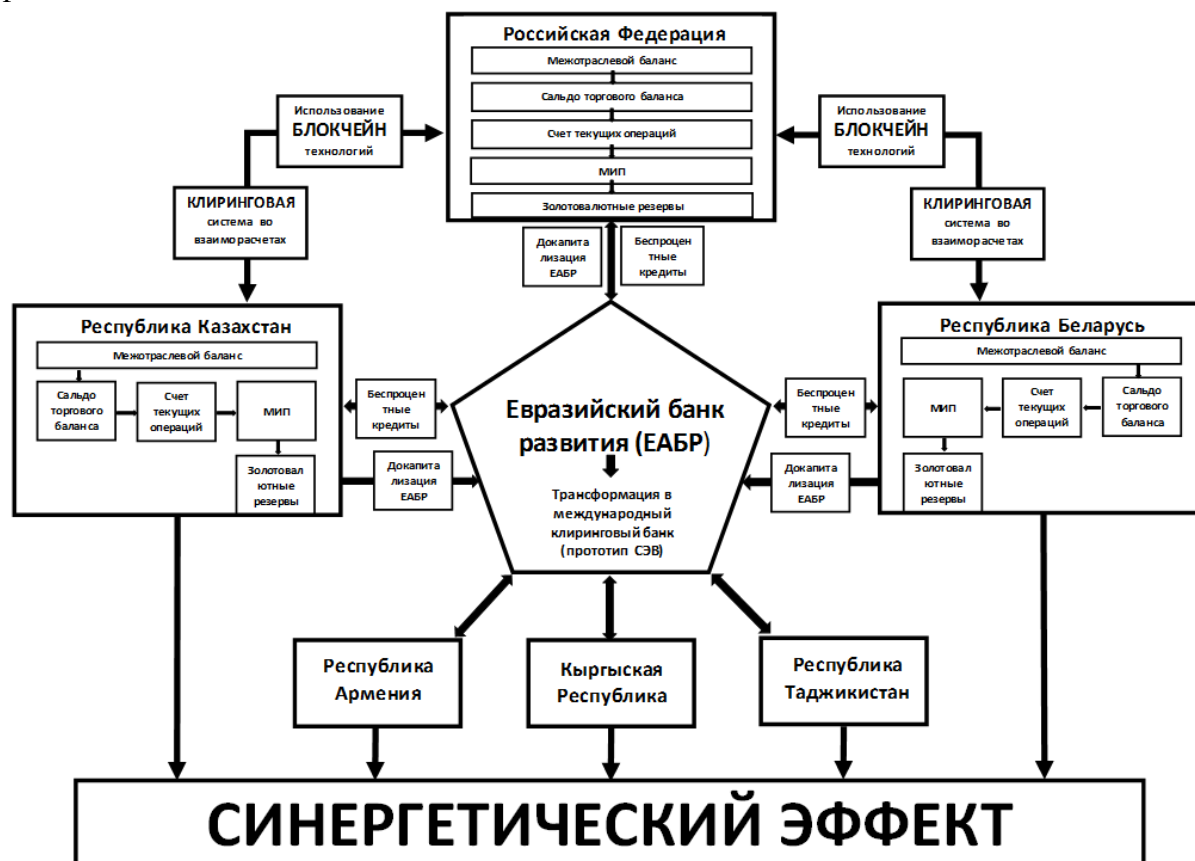 Российская Федерация
Межотраслевой баланс
Сальдо торгового баланса
Счет текущих операций
МИП
Золотовалютные резервы
Использование
БЛОКЧЕЙН
технологий
Использование
БЛОКЧЕЙН
технологий
КЛИРИНГОВАЯ
система во
взаиморасчетах
КЛИРИНГОВАЯ
система во
взаиморасчетах
Докапита
лизация
ЕАБР
Беспроцен
тные
кредиты
Республика Казахстан
Межотраслевой баланс
Сальдо
торгового
баланса
Счет
текущих
операций
МИП
Золотовал
ютные
резервы
Беспроцен
тные
кредиты
Докапита
лизация
ЕАБР
Евразийский банк
развития (ЕАБР)
Трансформация в
международный
клиринговый банк
(прототип СЭВ)
Беспроцен
тные
кредиты
Докапита
лизация
ЕАБР
Республика Беларусь
Межотраслевой баланс
МИП
Счет
текущих
операций
Сальдо
торгового
баланса
Золотовал
ютные
резервы
Республика
Армения
Кыргыская
Республика
Республика
Таджикистан
СИНЕРГЕТИЧЕСКИЙ ЭФФЕКТ